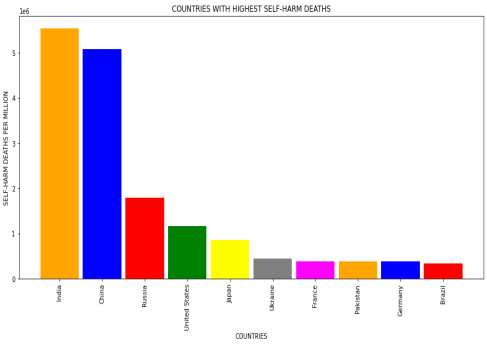 COUNTRIES WITH HIGHEST SELF-HARM DEATHS
1e6
SELF-HARM DEATHS PER MILLION
5
4
3
2
1
0
India
China
Russia
United States
Japan
Ukraine
France
Pakistan
Germany
Brazil
COUNTRIES